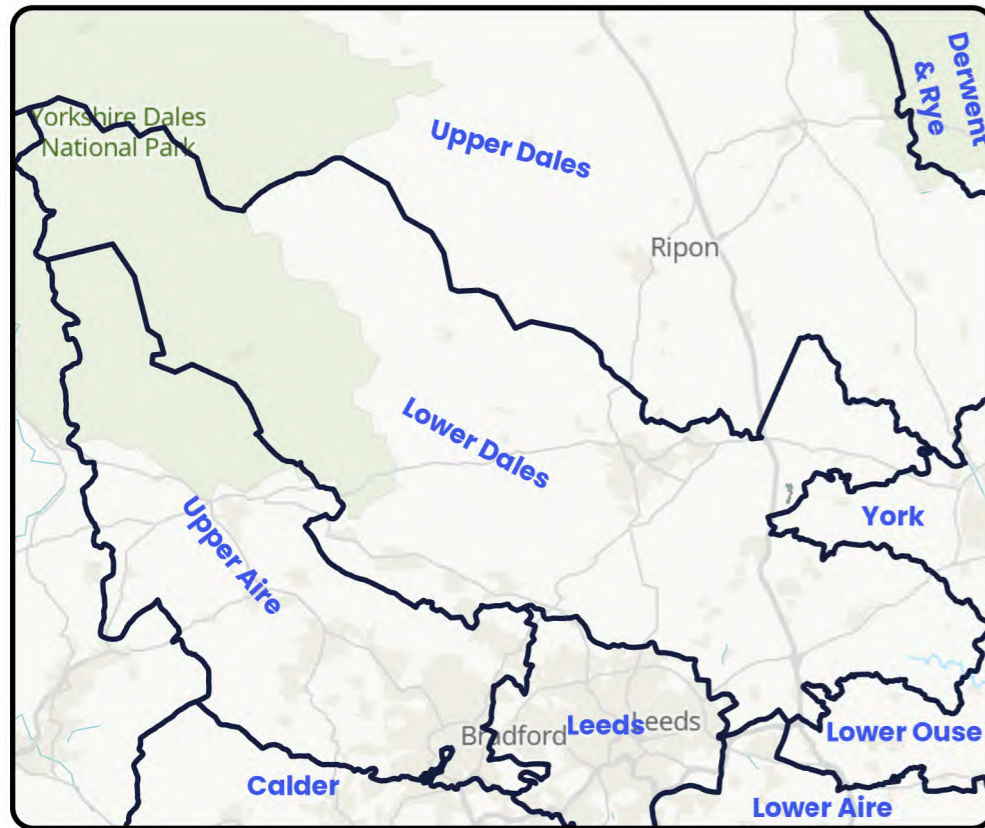 Derwent
& Rye
Yorkshire Dales
National Park
Upper Dales
Ripon
Lower Dales
Upper Aire
York
Bradford
Leeds
Leeds
Lower Ouse
Calder
Lower Aire